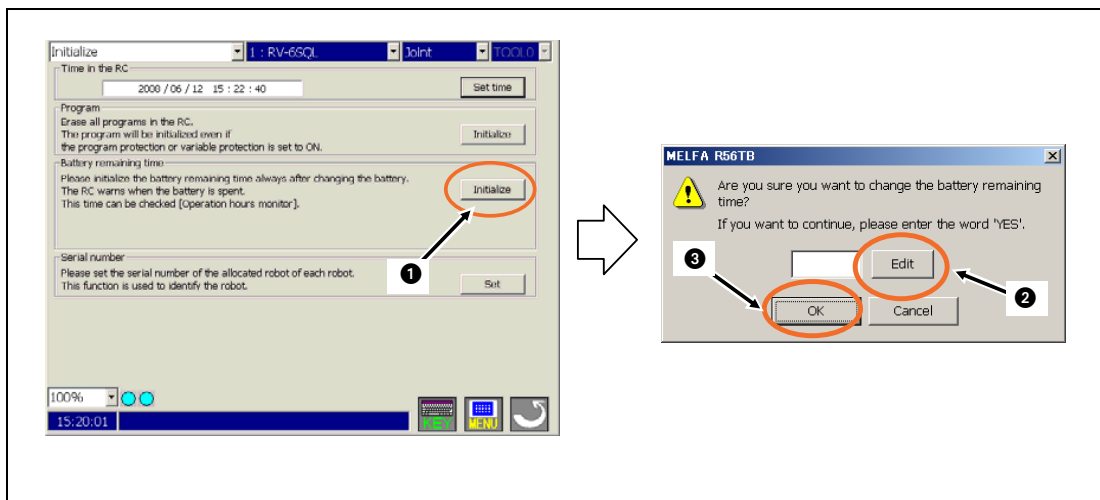 Initialize
1 : RV-6SQL
Joint
TOOL0
Time in the RC
2008 / 06 / 12 15 : 22 : 40
Set time
Program
Erase all programs in the RC.
The program will be initialized even if
the program protection or variable protection is set to ON.
Initialize
Battery remaining time
Please initialize the battery remaining time always after changing the battery.
The RC warns when the battery is spent.
This time can be checked [Operation hours monitor].
Initialize
❶
Serial number
Please set the serial number of the allocated robot of each robot.
This function is used to identify the robot.
Set
100%
15:20:01
KEY
MENU
MELFA R56TB
Are you sure you want to change the battery remaining
time?
If you want to continue, please enter the word 'YES'.
❸
Edit
❷
OK
Cancel